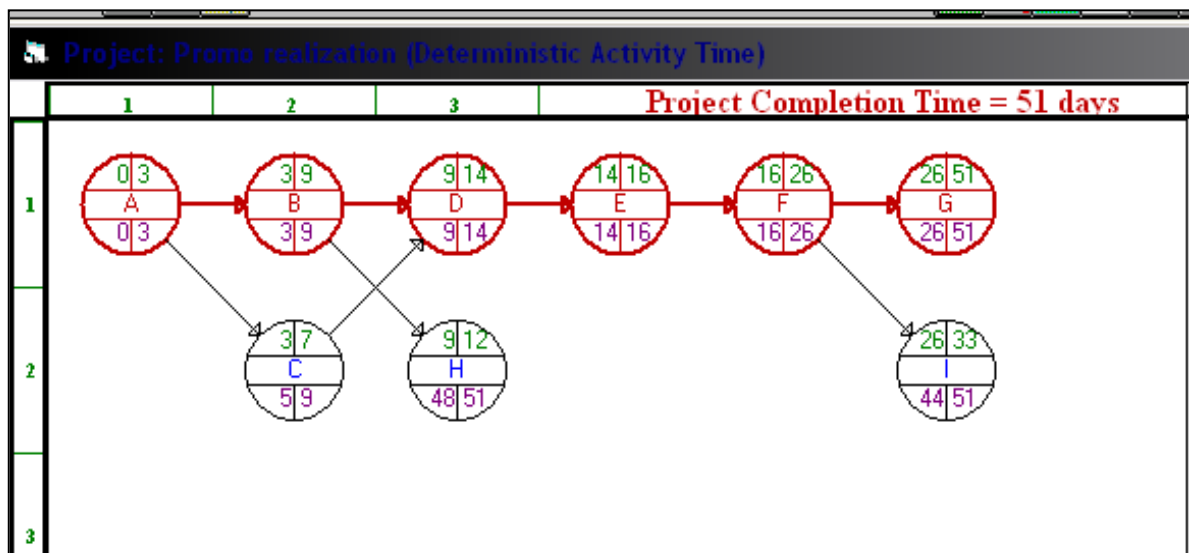 Project: Promo realization (Deterministic Activity Time)
1 2 3 Project Completion Time = 51 days
1
0 3 3 9 9 14 14 16 16 26 26 51
A B D E F G
0 3 3 9 9 14 14 16 16 26 26 51
2
3 7 9 12 26 33
C H I
5 9 48 51 44 51
3